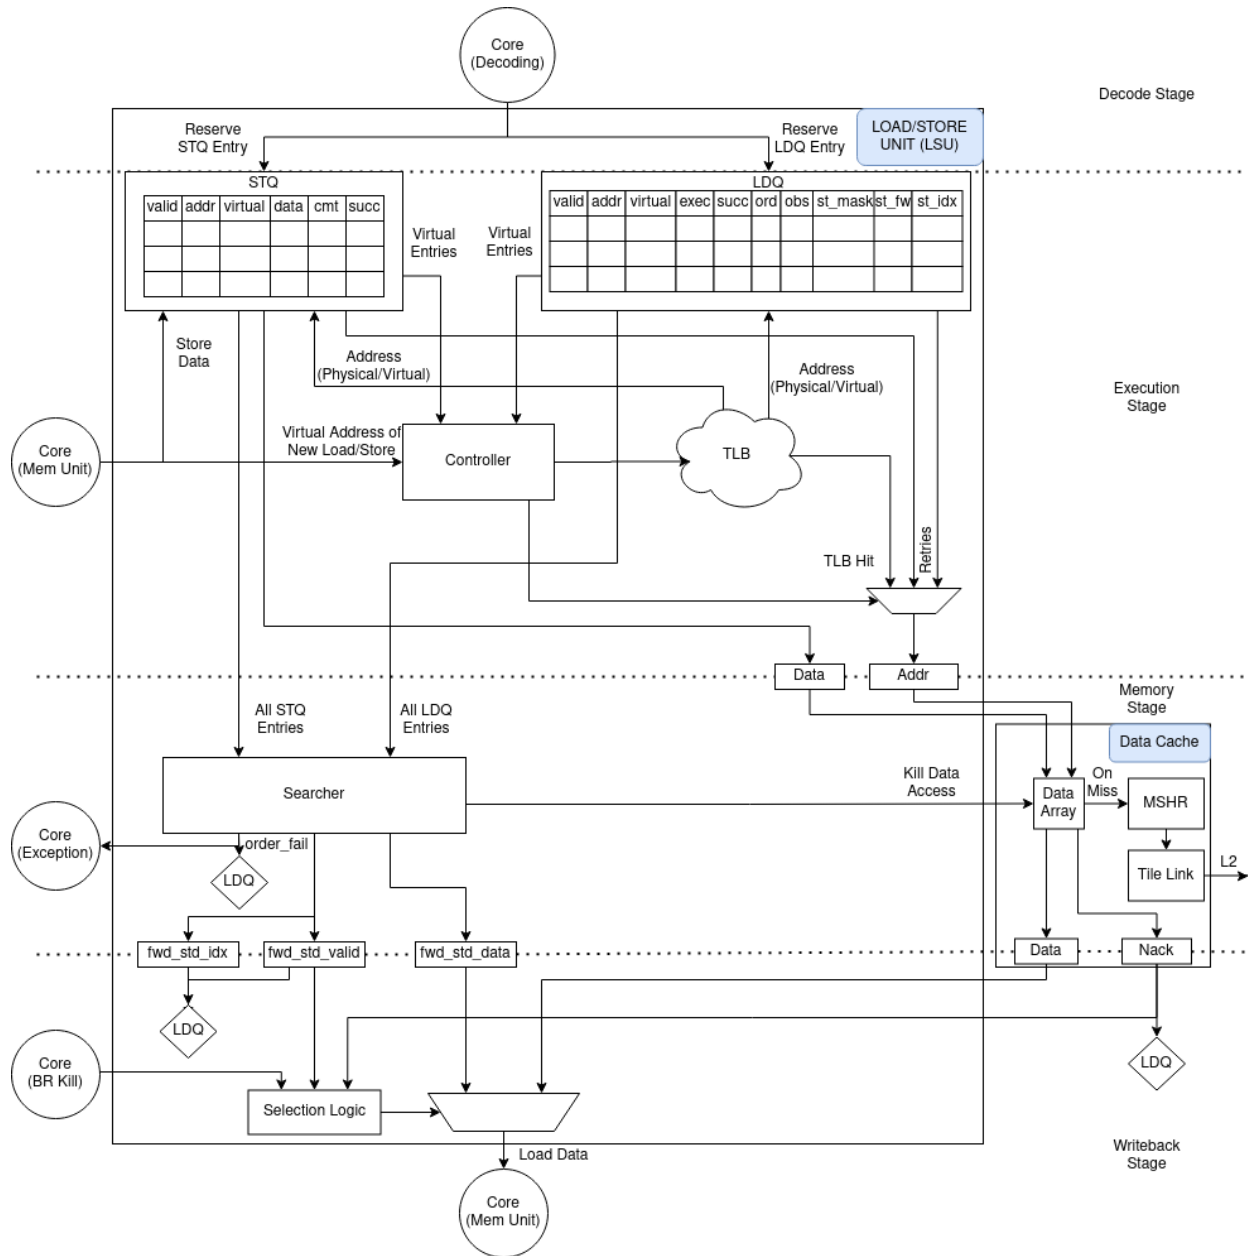 Core
(Decoding)
Decode Stage
Reserve
STQ Entry
Reserve
LDQ Entry
LOAD/STORE
UNIT (LSU)
STQ
valid addr virtual data cmt succ
LDQ
valid addr virtual exec succ ord obs st_mask st_fw st_idx
Virtual
Entries
Virtual
Entries
Store
Data
Address
(Physical/Virtual)
Address
(Physical/Virtual)
Execution
Stage
Core
(Mem Unit)
Virtual Address of
New Load/Store
Controller
TLB
TLB Hit
Retries
Data
Addr
Memory
Stage
All STQ
Entries
All LDQ
Entries
Data Cache
Searcher
Kill Data
Access
Data
Array
On
Miss
MSHR
Core
(Exception)
order_fail
LDQ
Tile Link
L2
fwd_std_idx
fwd_std_valid
fwd_std_data
Data
Nack
LDQ
LDQ
Core
(BR Kill)
Selection Logic
Writeback
Stage
Load Data
Core
(Mem Unit)